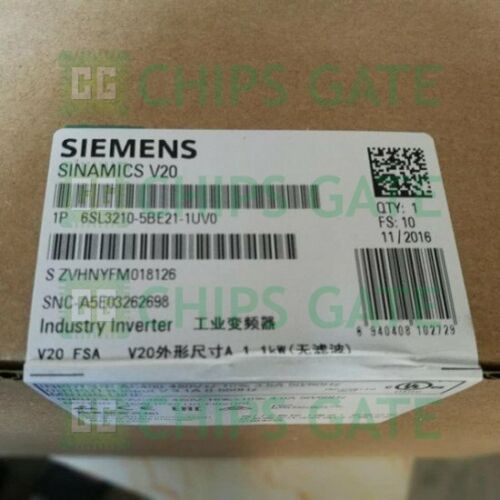 CG CHIPS GATE
SIEMENS
SINAMICS V20
1P 6SL3210-5BE21-1UV0
QTY: 1
FS: 10
11/2016
S ZVHNYFM018126
SNC-A5E03262698
Industry Inverter 工业变频器
8 940408 102729
V20 FSA V20外形尺寸A 1.1kW(无滤波)